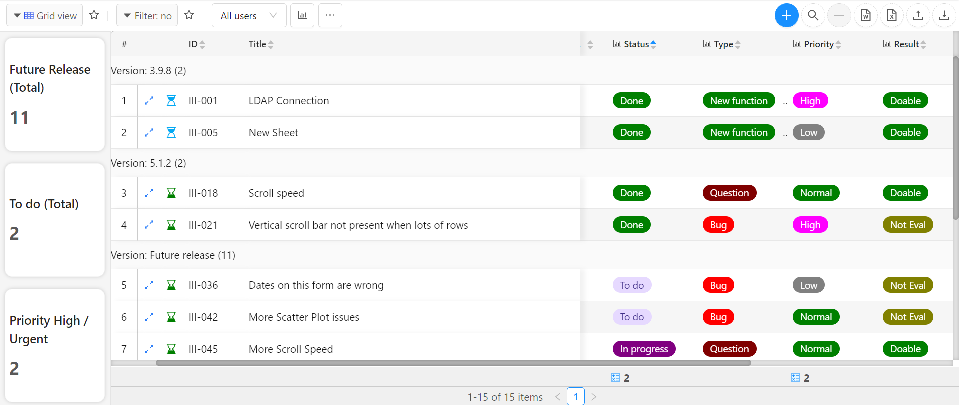 Grid view Filter: no All users
Future Release (Total)
11
To do (Total)
2
Priority High / Urgent
2
# ID Title Status Type Priority Result
Version: 3.9.8 (2)
1 III-001 LDAP Connection Done New function .. High Doable
2 III-005 New Sheet Done New function .. Low Doable
Version: 5.1.2 (2)
3 III-018 Scroll speed Done Question Normal Doable
4 III-021 Vertical scroll bar not present when lots of rows Done Bug High Not Eval
Version: Future release (11)
5 III-036 Dates on this form are wrong To do Bug Low Not Eval
6 III-042 More Scatter Plot issues To do Bug Normal Not Eval
7 III-045 More Scroll Speed In progress Question Normal Doable
2 2
1-15 of 15 items < 1 >